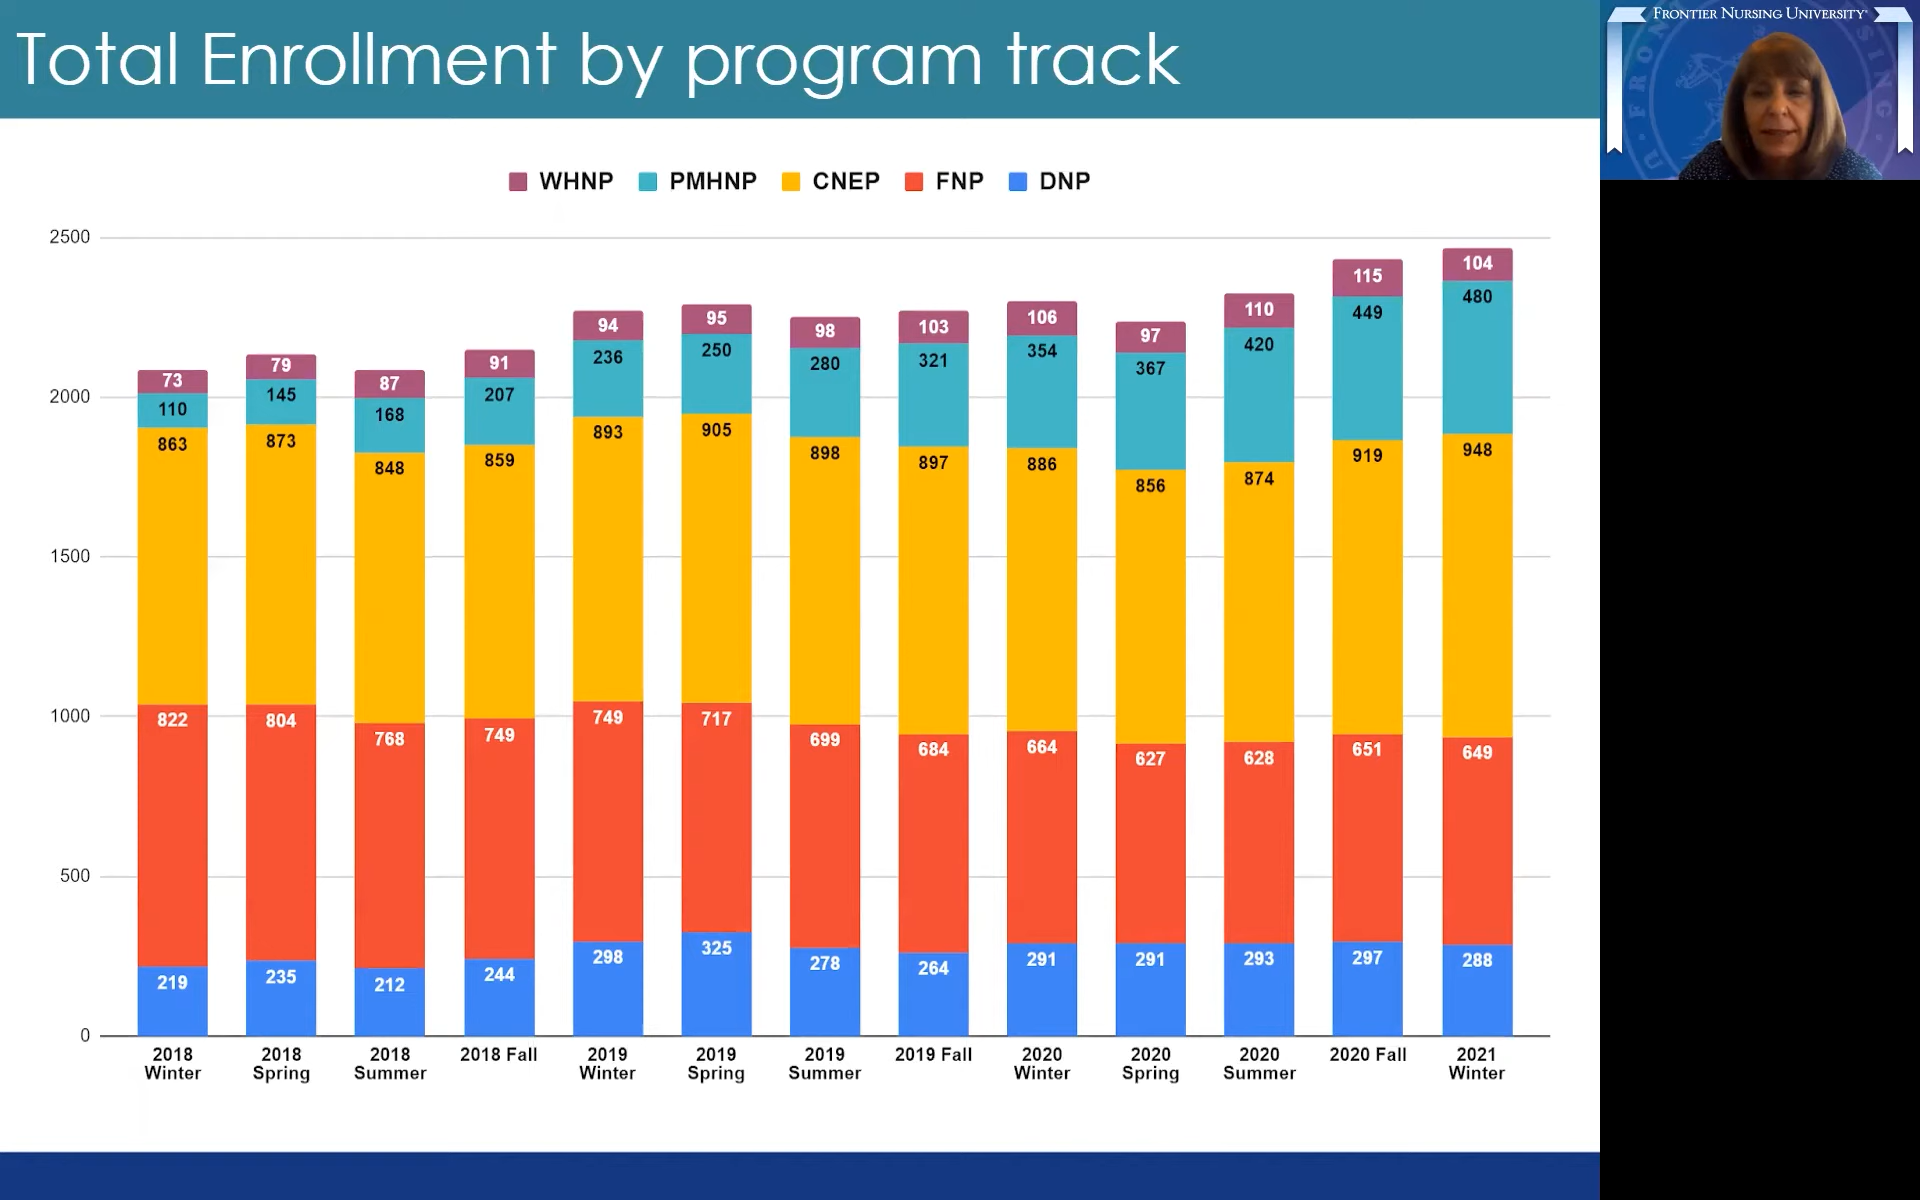 Total Enrollment by program track
FRONTIER NURSING UNIVERSITY
WHNP PMHNP CNEP FNP DNP
2500
2000
1500
1000
500
0
73 79 87 91 94 95 98 103 106 97 110 115 104
110 145 168 207 236 250 280 321 354 367 420 449 480
863 873 848 859 893 905 898 897 886 856 874 919 948
822 804 768 749 749 717 699 684 664 627 628 651 649
219 235 212 244 298 325 278 264 291 291 293 297 288
2018 Winter
2018 Spring
2018 Summer
2018 Fall
2019 Winter
2019 Spring
2019 Summer
2019 Fall
2020 Winter
2020 Spring
2020 Summer
2020 Fall
2021 Winter